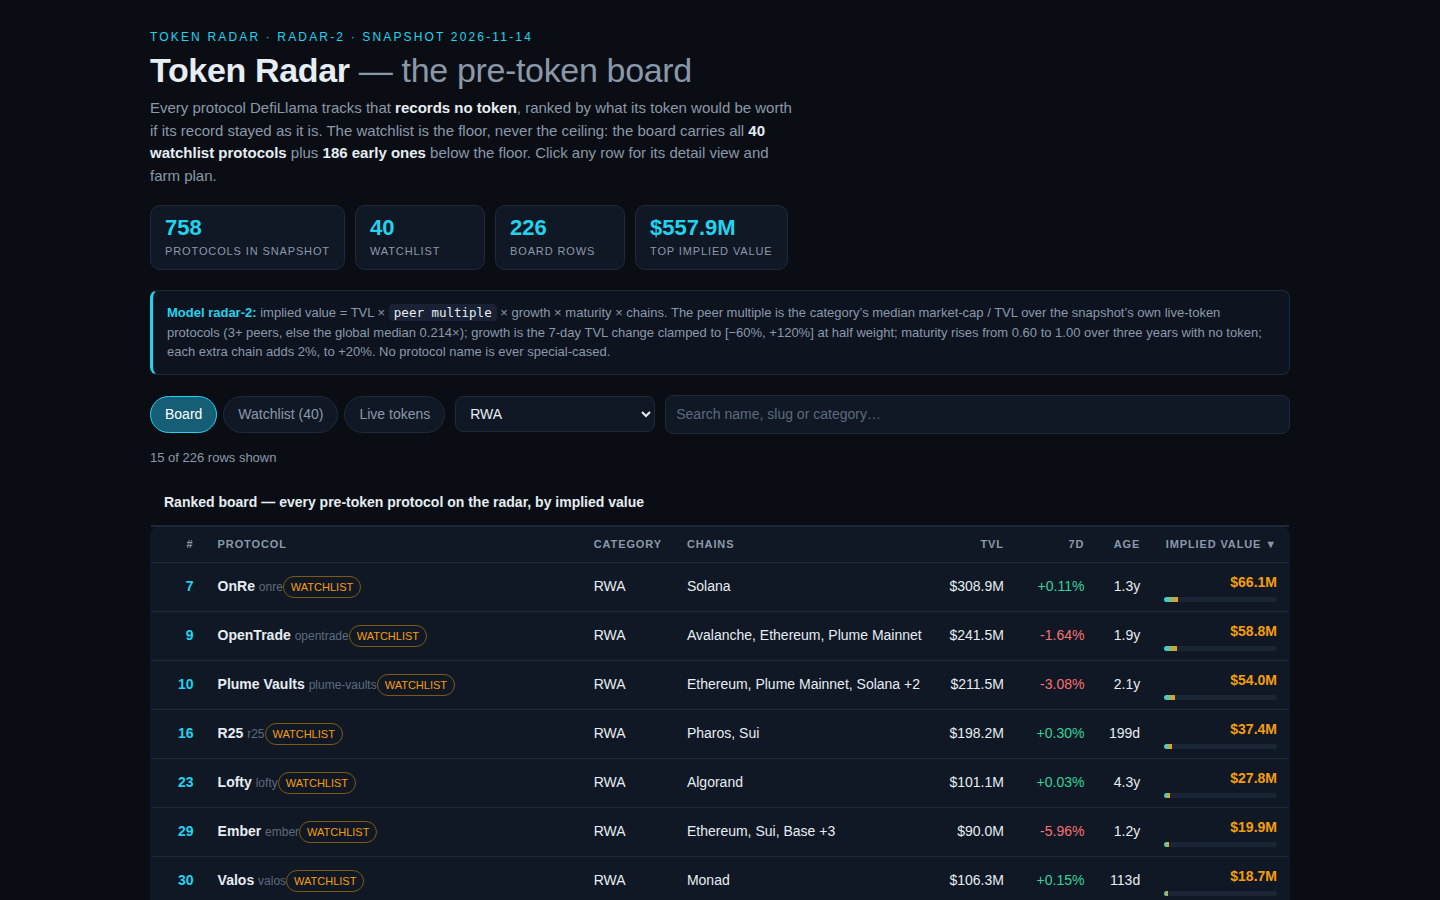 TOKEN RADAR · RADAR-2 · SNAPSHOT 2026-11-14
Token Radar — the pre-token board
Every protocol DefiLlama tracks that records no token, ranked by what its token would be worth
if its record stayed as it is. The watchlist is the floor, never the ceiling: the board carries all 40
watchlist protocols plus 186 early ones below the floor. Click any row for its detail view and
farm plan.
758 40 226 $557.9M
PROTOCOLS IN SNAPSHOT WATCHLIST BOARD ROWS TOP IMPLIED VALUE
Model radar-2: implied value = TVL × peer multiple × growth × maturity × chains. The peer multiple is the category’s median market-cap / TVL over the snapshot’s own live-token
protocols (3+ peers, else the global median 0.214×); growth is the 7-day TVL change clamped to [−60%, +120%] at half weight; maturity rises from 0.60 to 1.00 over three years with no token;
each extra chain adds 2%, to +20%. No protocol name is ever special-cased.
Board Watchlist (40) Live tokens RWA Search name, slug or category…
15 of 226 rows shown
Ranked board — every pre-token protocol on the radar, by implied value
# PROTOCOL CATEGORY CHAINS TVL 7D AGE IMPLIED VALUE ▼
7 OnRe onre WATCHLIST RWA Solana $308.9M +0.11% 1.3y $66.1M
9 OpenTrade opentrade WATCHLIST RWA Avalanche, Ethereum, Plume Mainnet $241.5M -1.64% 1.9y $58.8M
10 Plume Vaults plume-vaults WATCHLIST RWA Ethereum, Plume Mainnet, Solana +2 $211.5M -3.08% 2.1y $54.0M
16 R25 r25 WATCHLIST RWA Pharos, Sui $198.2M +0.30% 199d $37.4M
23 Lofty lofty WATCHLIST RWA Algorand $101.1M +0.03% 4.3y $27.8M
29 Ember ember WATCHLIST RWA Ethereum, Sui, Base +3 $90.0M -5.96% 1.2y $19.9M
30 Valos valos WATCHLIST RWA Monad $106.3M +0.15% 113d $18.7M